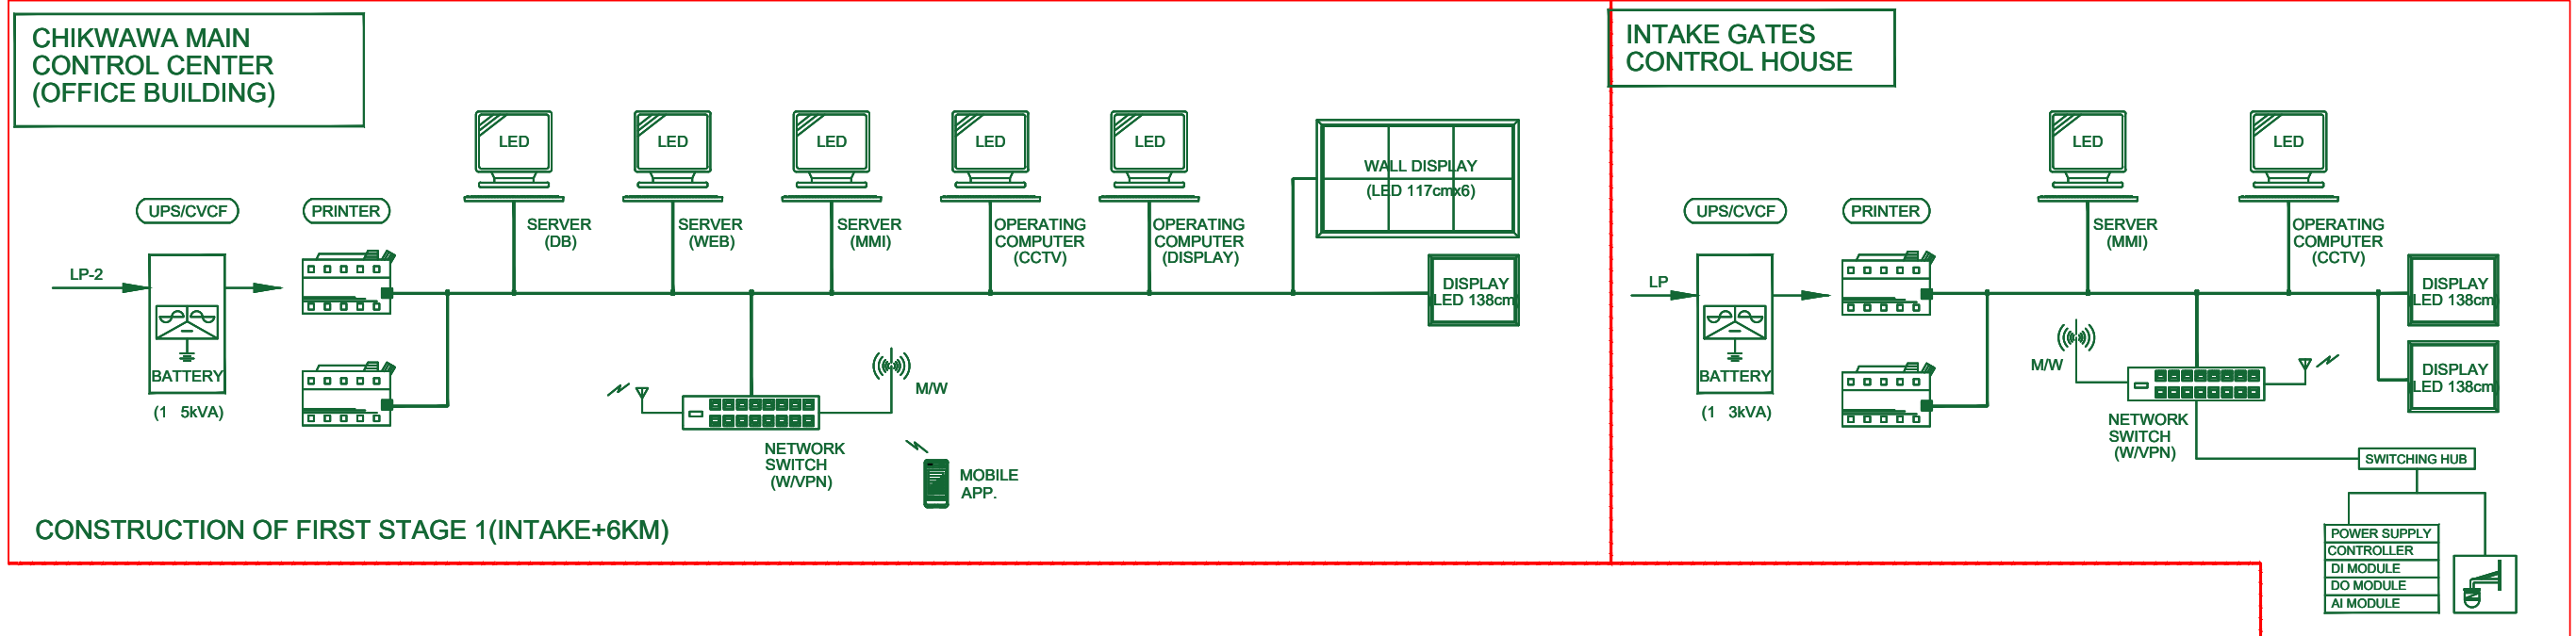 CHIKWAWA MAIN
CONTROL CENTER
(OFFICE BUILDING)
LED
LED
LED
LED
LED
WALL DISPLAY
(LED 117cmx6)
UPS/CVCF
PRINTER
SERVER
(DB)
SERVER
(WEB)
SERVER
(MMI)
OPERATING
COMPUTER
(CCTV)
OPERATING
COMPUTER
(DISPLAY)
LP-2
DISPLAY
LED 138cm
BATTERY
(1 5kVA)
M/W
NETWORK
SWITCH
(W/VPN)
MOBILE
APP.
CONSTRUCTION OF FIRST STAGE 1(INTAKE+6KM)
INTAKE GATES
CONTROL HOUSE
LED
LED
UPS/CVCF
PRINTER
SERVER
(MMI)
OPERATING
COMPUTER
(CCTV)
LP
DISPLAY
LED 138cm
M/W
DISPLAY
LED 138cm
BATTERY
(1 3kVA)
NETWORK
SWITCH
(W/VPN)
SWITCHING HUB
POWER SUPPLY
CONTROLLER
DI MODULE
DO MODULE
AI MODULE